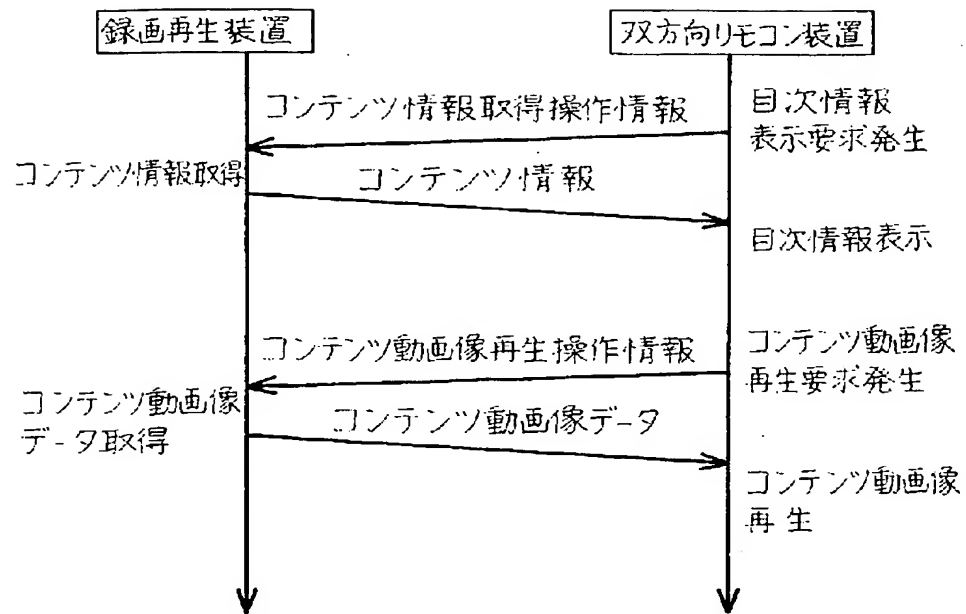 録画再生装置
双方向リモコン装置
コンテンツ情報取得操作情報
目次情報
表示要求発生
コンテンツ情報取得
コンテンツ情報
目次情報表示
コンテンツ動画像再生操作情報
コンテンツ動画像
再生要求発生
コンテンツ動画像
データ取得
コンテンツ動画像データ
コンテンツ動画像
再生